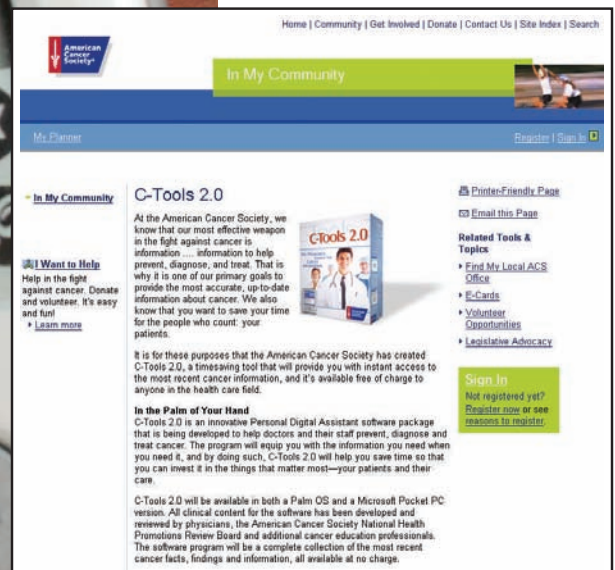 Home | Community | Get Involved | Donate | Contact Us | Site Index | Search
American
Cancer
Society®
In My Community
My Planner
Register | Sign In
In My Community
I Want to Help
Help in the fight
against cancer. Donate
and volunteer. It's easy
and fun!
Learn more
C-Tools 2.0
At the American Cancer Society, we
know that our most effective weapon
in the fight against cancer is
information .... information to help
prevent, diagnose, and treat. That is
why it is one of our primary goals to
provide the most accurate, up-to-date
information about cancer. We also
know that you want to save your time
for the people who count: your
patients.
C-Tools 2.0
It is for these purposes that the American Cancer Society has created
C-Tools 2.0, a timesaving tool that will provide you with instant access to
the most recent cancer information, and it's available free of charge to
anyone in the health care field.
In the Palm of Your Hand
C-Tools 2.0 is an innovative Personal Digital Assistant software package
that is being developed to help doctors and their staff prevent, diagnose and
treat cancer. The program will equip you with the information you need when
you need it, and by doing such, C-Tools 2.0 will help you save time so that
you can invest it in the things that matter most—your patients and their
care.
C-Tools 2.0 will be available in both a Palm OS and a Microsoft Pocket PC
version. All clinical content for the software has been developed and
reviewed by physicians, the American Cancer Society National Health
Promotions Review Board and additional cancer education professionals.
The software program will be a complete collection of the most recent
cancer facts, findings and information, all available at no charge.
Printer-Friendly Page
Email this Page
Related Tools &
Topics
Find My Local ACS
Office
E-Cards
Volunteer
Opportunities
Legislative Advocacy
Sign In
Not registered yet?
Register now or see
reasons to register.